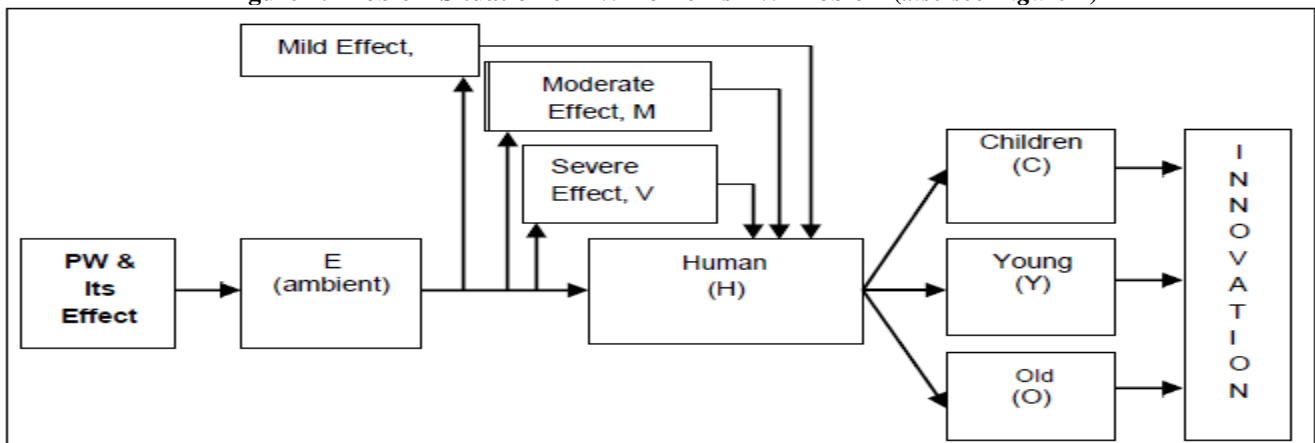 Mild Effect,
Moderate
Effect, M
Severe
Effect, V
PW &
Its
Effect
E
(ambient)
Human
(H)
Children
(C)
Young
(Y)
Old
(O)
I
N
N
O
V
A
T
I
O
N